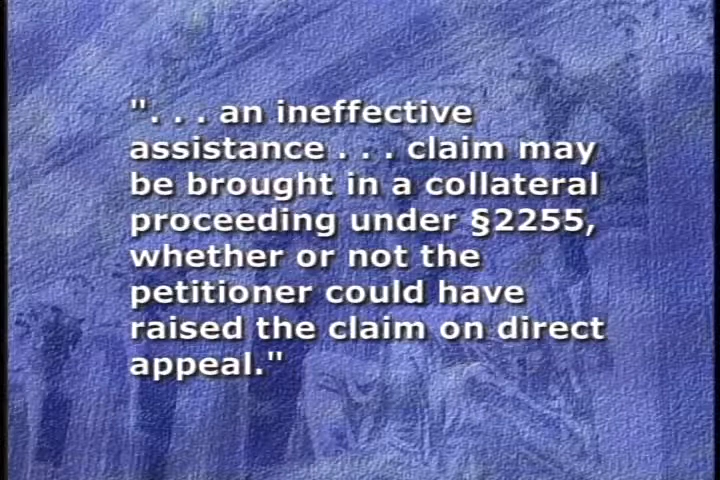 ". . . an ineffective
assistance . . . claim may
be brought in a collateral
proceeding under §2255,
whether or not the
petitioner could have
raised the claim on direct
appeal."